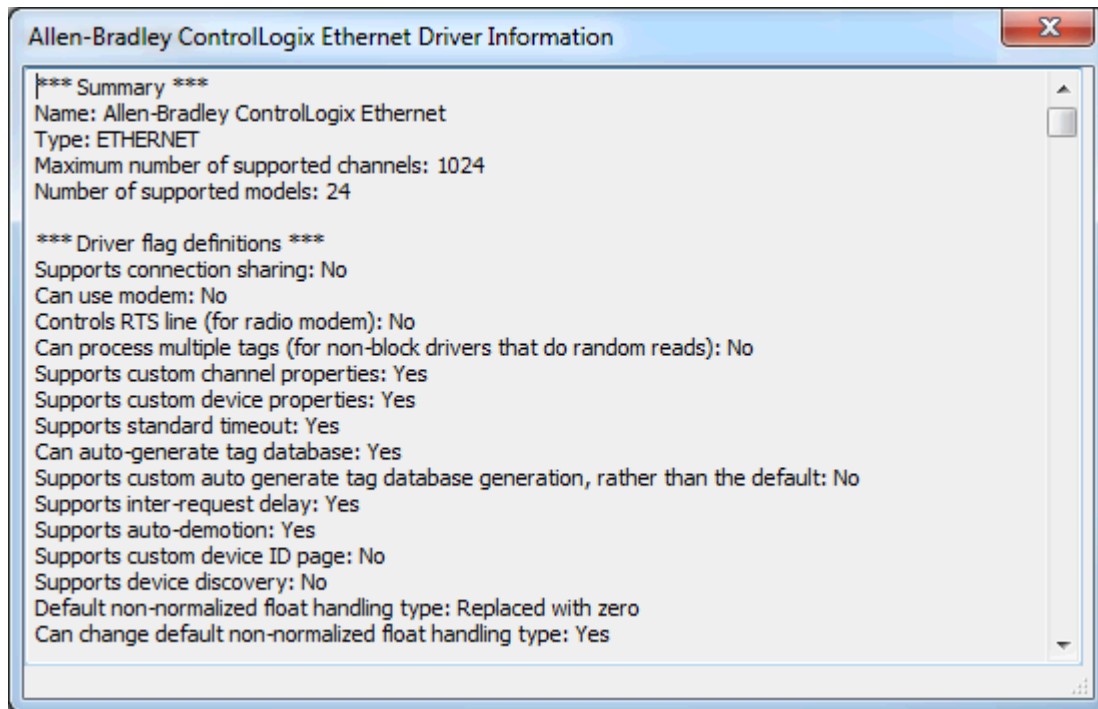 Allen-Bradley ControlLogix Ethernet Driver Information
*** Summary ***
Name: Allen-Bradley ControlLogix Ethernet
Type: ETHERNET
Maximum number of supported channels: 1024
Number of supported models: 24
*** Driver flag definitions ***
Supports connection sharing: No
Can use modem: No
Controls RTS line (for radio modem): No
Can process multiple tags (for non-block drivers that do random reads): No
Supports custom channel properties: Yes
Supports custom device properties: Yes
Supports standard timeout: Yes
Can auto-generate tag database: Yes
Supports custom auto generate tag database generation, rather than the default: No
Supports inter-request delay: Yes
Supports auto-demotion: Yes
Supports custom device ID page: No
Supports device discovery: No
Default non-normalized float handling type: Replaced with zero
Can change default non-normalized float handling type: Yes